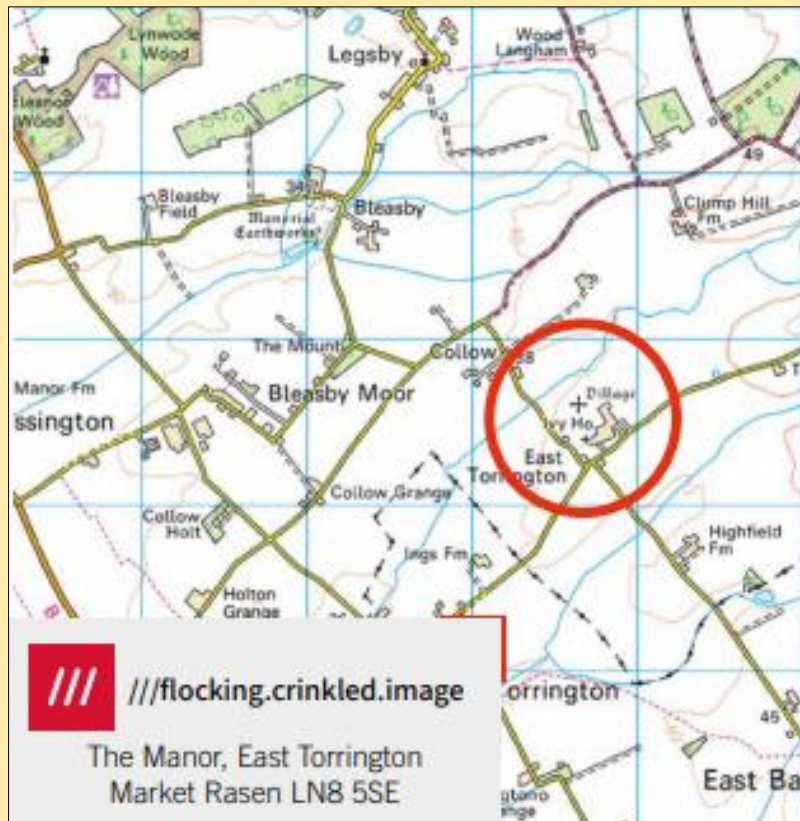 Lynwode
Wood
Legsby
Wood
Langham
Eleanor
Wood
49
Bleasby
Field
34
Bleasby
Manorial
Earthworks
Clump Hill
Fm
The Mount
Collow
Manor Fm
Bleasby Moor
Village
Ivy Ho
ssington
East
Torrington
Collow Grange
Collow
Holt
Highfield
Fm
Ings Fm
Holton
Grange
///flocking.crinkled.image
orrington
The Manor, East Torrington
Market Rasen LN8 5SE
45
East Ba